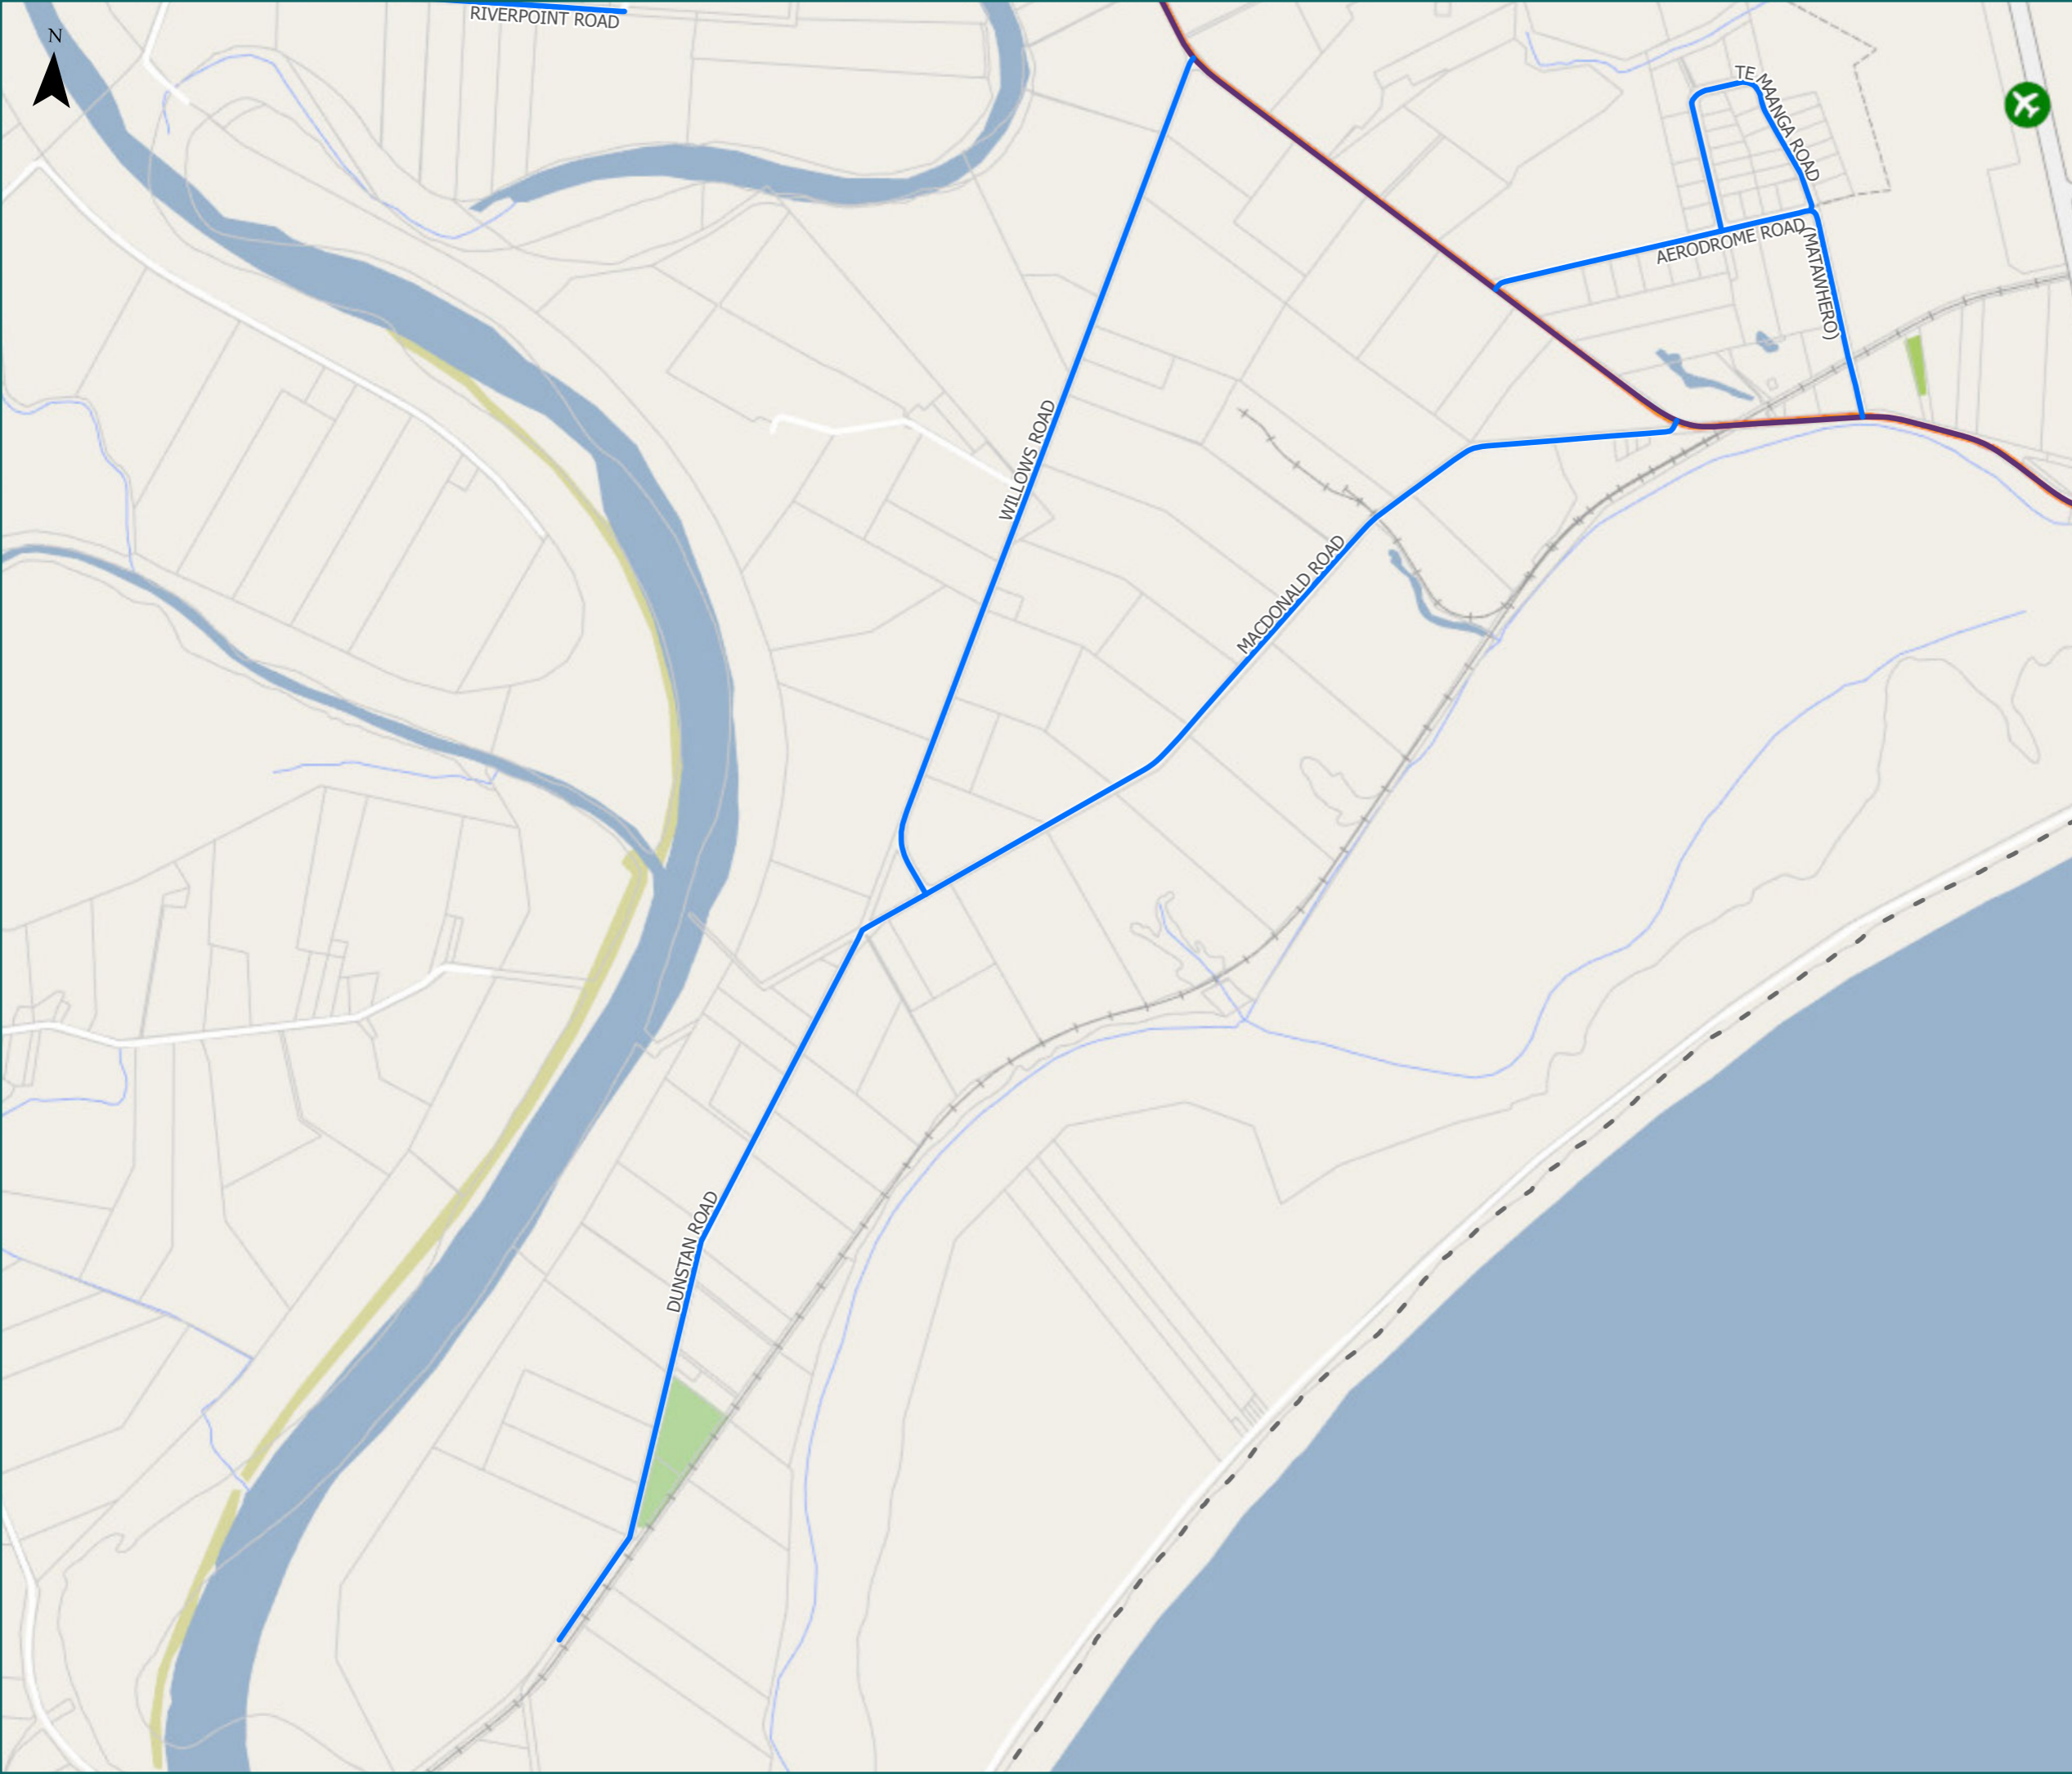 RIVERPOINT ROAD
N
TE MAANGA ROAD
AERODROME ROAD
(MATAWHERO)
WILLOWS ROAD
MACDONALD ROAD
DUNSTAN ROAD